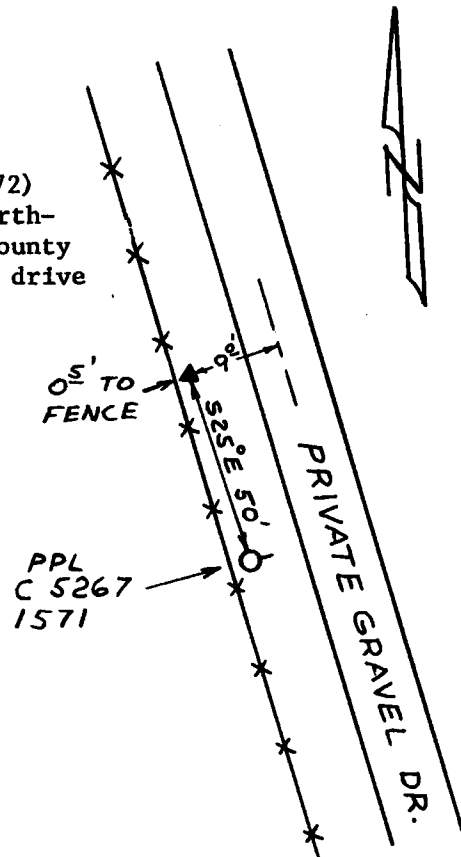 72)
rth-
ounty
drive
N
0 5' TO
FENCE
9 0'
S25°E 50'
PPL
C 5267
1571
PRIVATE GRAVEL DR.